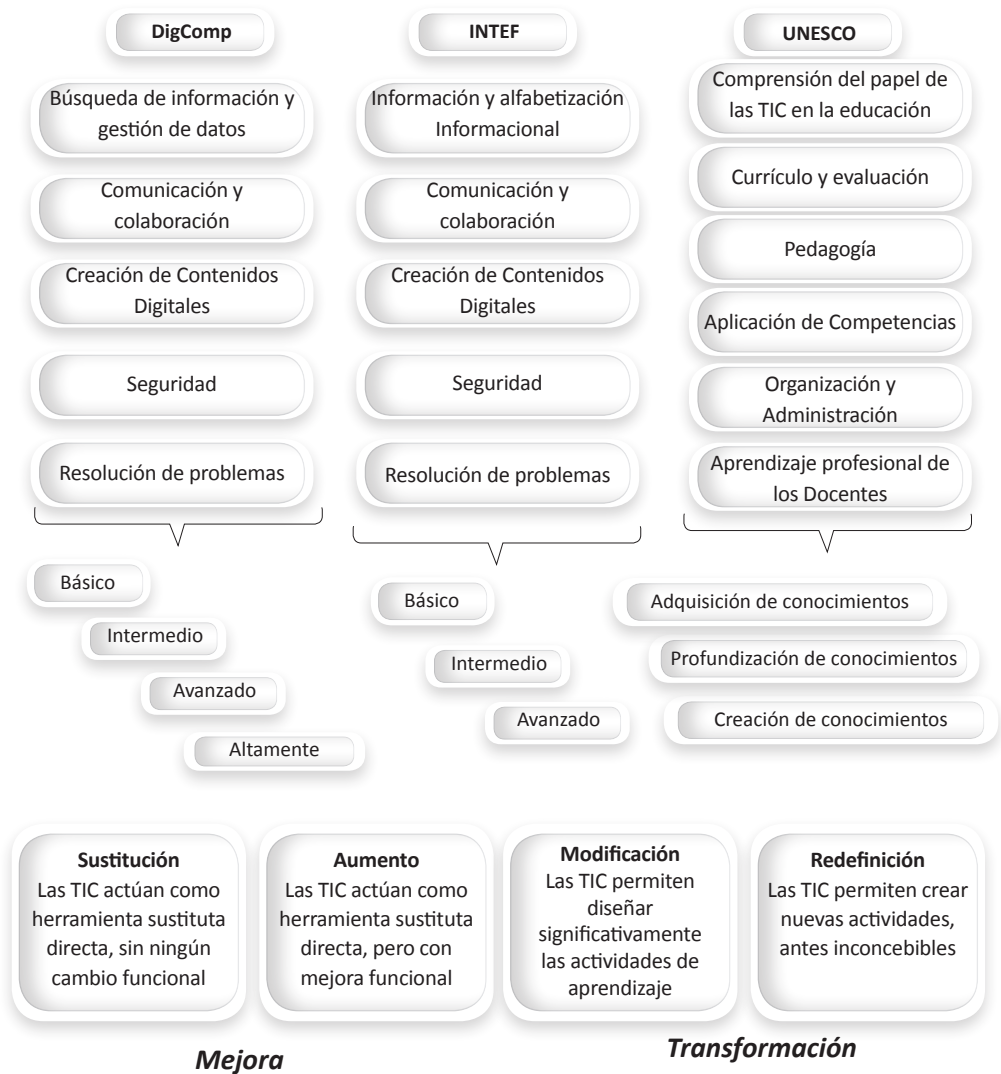 DigComp
Búsqueda de información y
gestión de datos
Comunicación y
colaboración
Creación de Contenidos
Digitales
Seguridad
Resolución de problemas
Básico
Intermedio
Avanzado
Altamente
INTEF
Información y alfabetización
Informacional
Comunicación y
colaboración
Creación de Contenidos
Digitales
Seguridad
Resolución de problemas
Básico
Intermedio
Avanzado
UNESCO
Comprensión del papel de
las TIC en la educación
Currículo y evaluación
Pedagogía
Aplicación de Competencias
Organización y
Administración
Aprendizaje profesional de
los Docentes
Adquisición de conocimientos
Profundización de conocimientos
Creación de conocimientos
Sustitución
Las TIC actúan como
herramienta sustituta
directa, sin ningún
cambio funcional
Aumento
Las TIC actúan como
herramienta sustituta
directa, pero con
mejora funcional
Modificación
Las TIC permiten
diseñar
significativamente
las actividades de
aprendizaje
Redefinición
Las TIC permiten crear
nuevas actividades,
antes inconcebibles
Mejora
Transformación